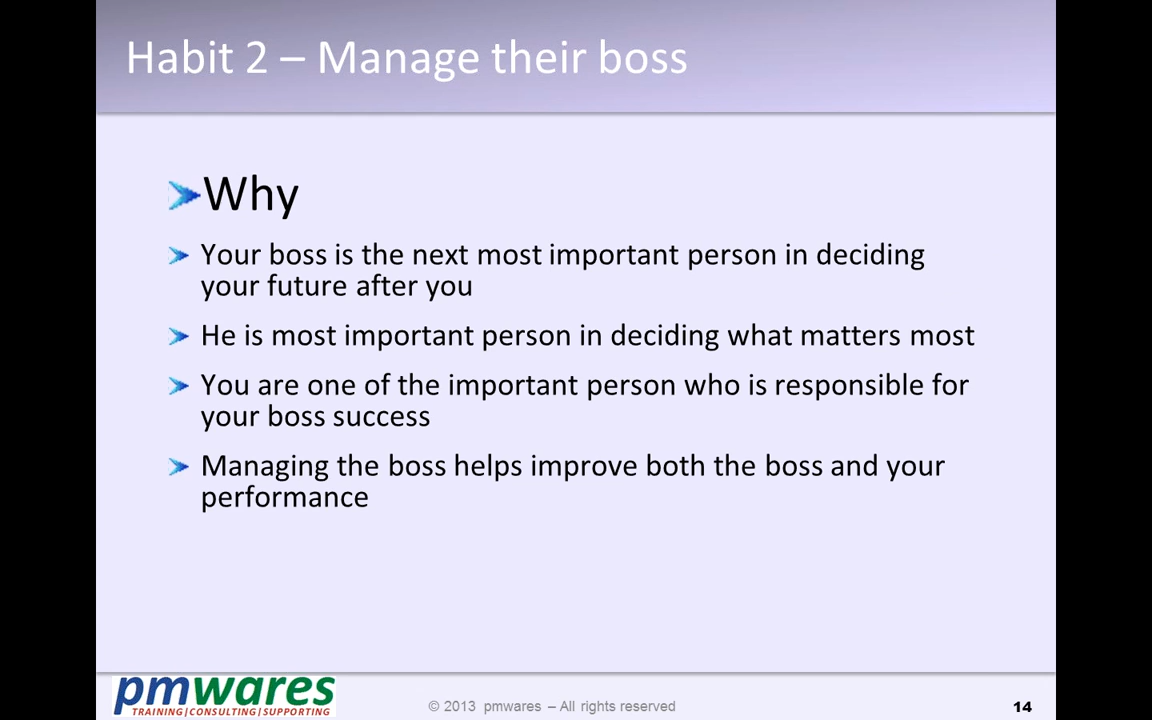 Habit 2 – Manage their boss
Why
Your boss is the next most important person in deciding
your future after you
He is most important person in deciding what matters most
You are one of the important person who is responsible for
your boss success
Managing the boss helps improve both the boss and your
performance
pmwares
TRAINING|CONSULTING|SUPPORTING
© 2013 pmwares – All rights reserved
14